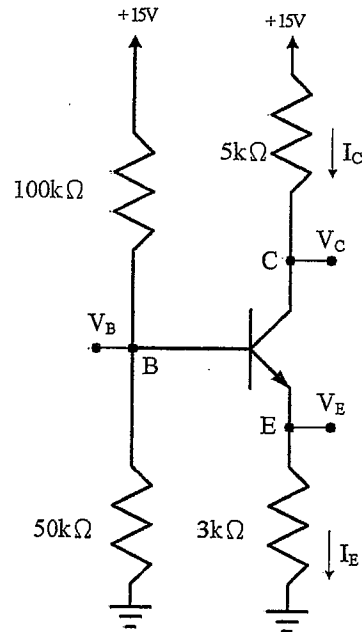 +15V
+15V
100kΩ
5kΩ
I_C
C
V_C
V_B
B
V_E
E
50kΩ
3kΩ
I_E